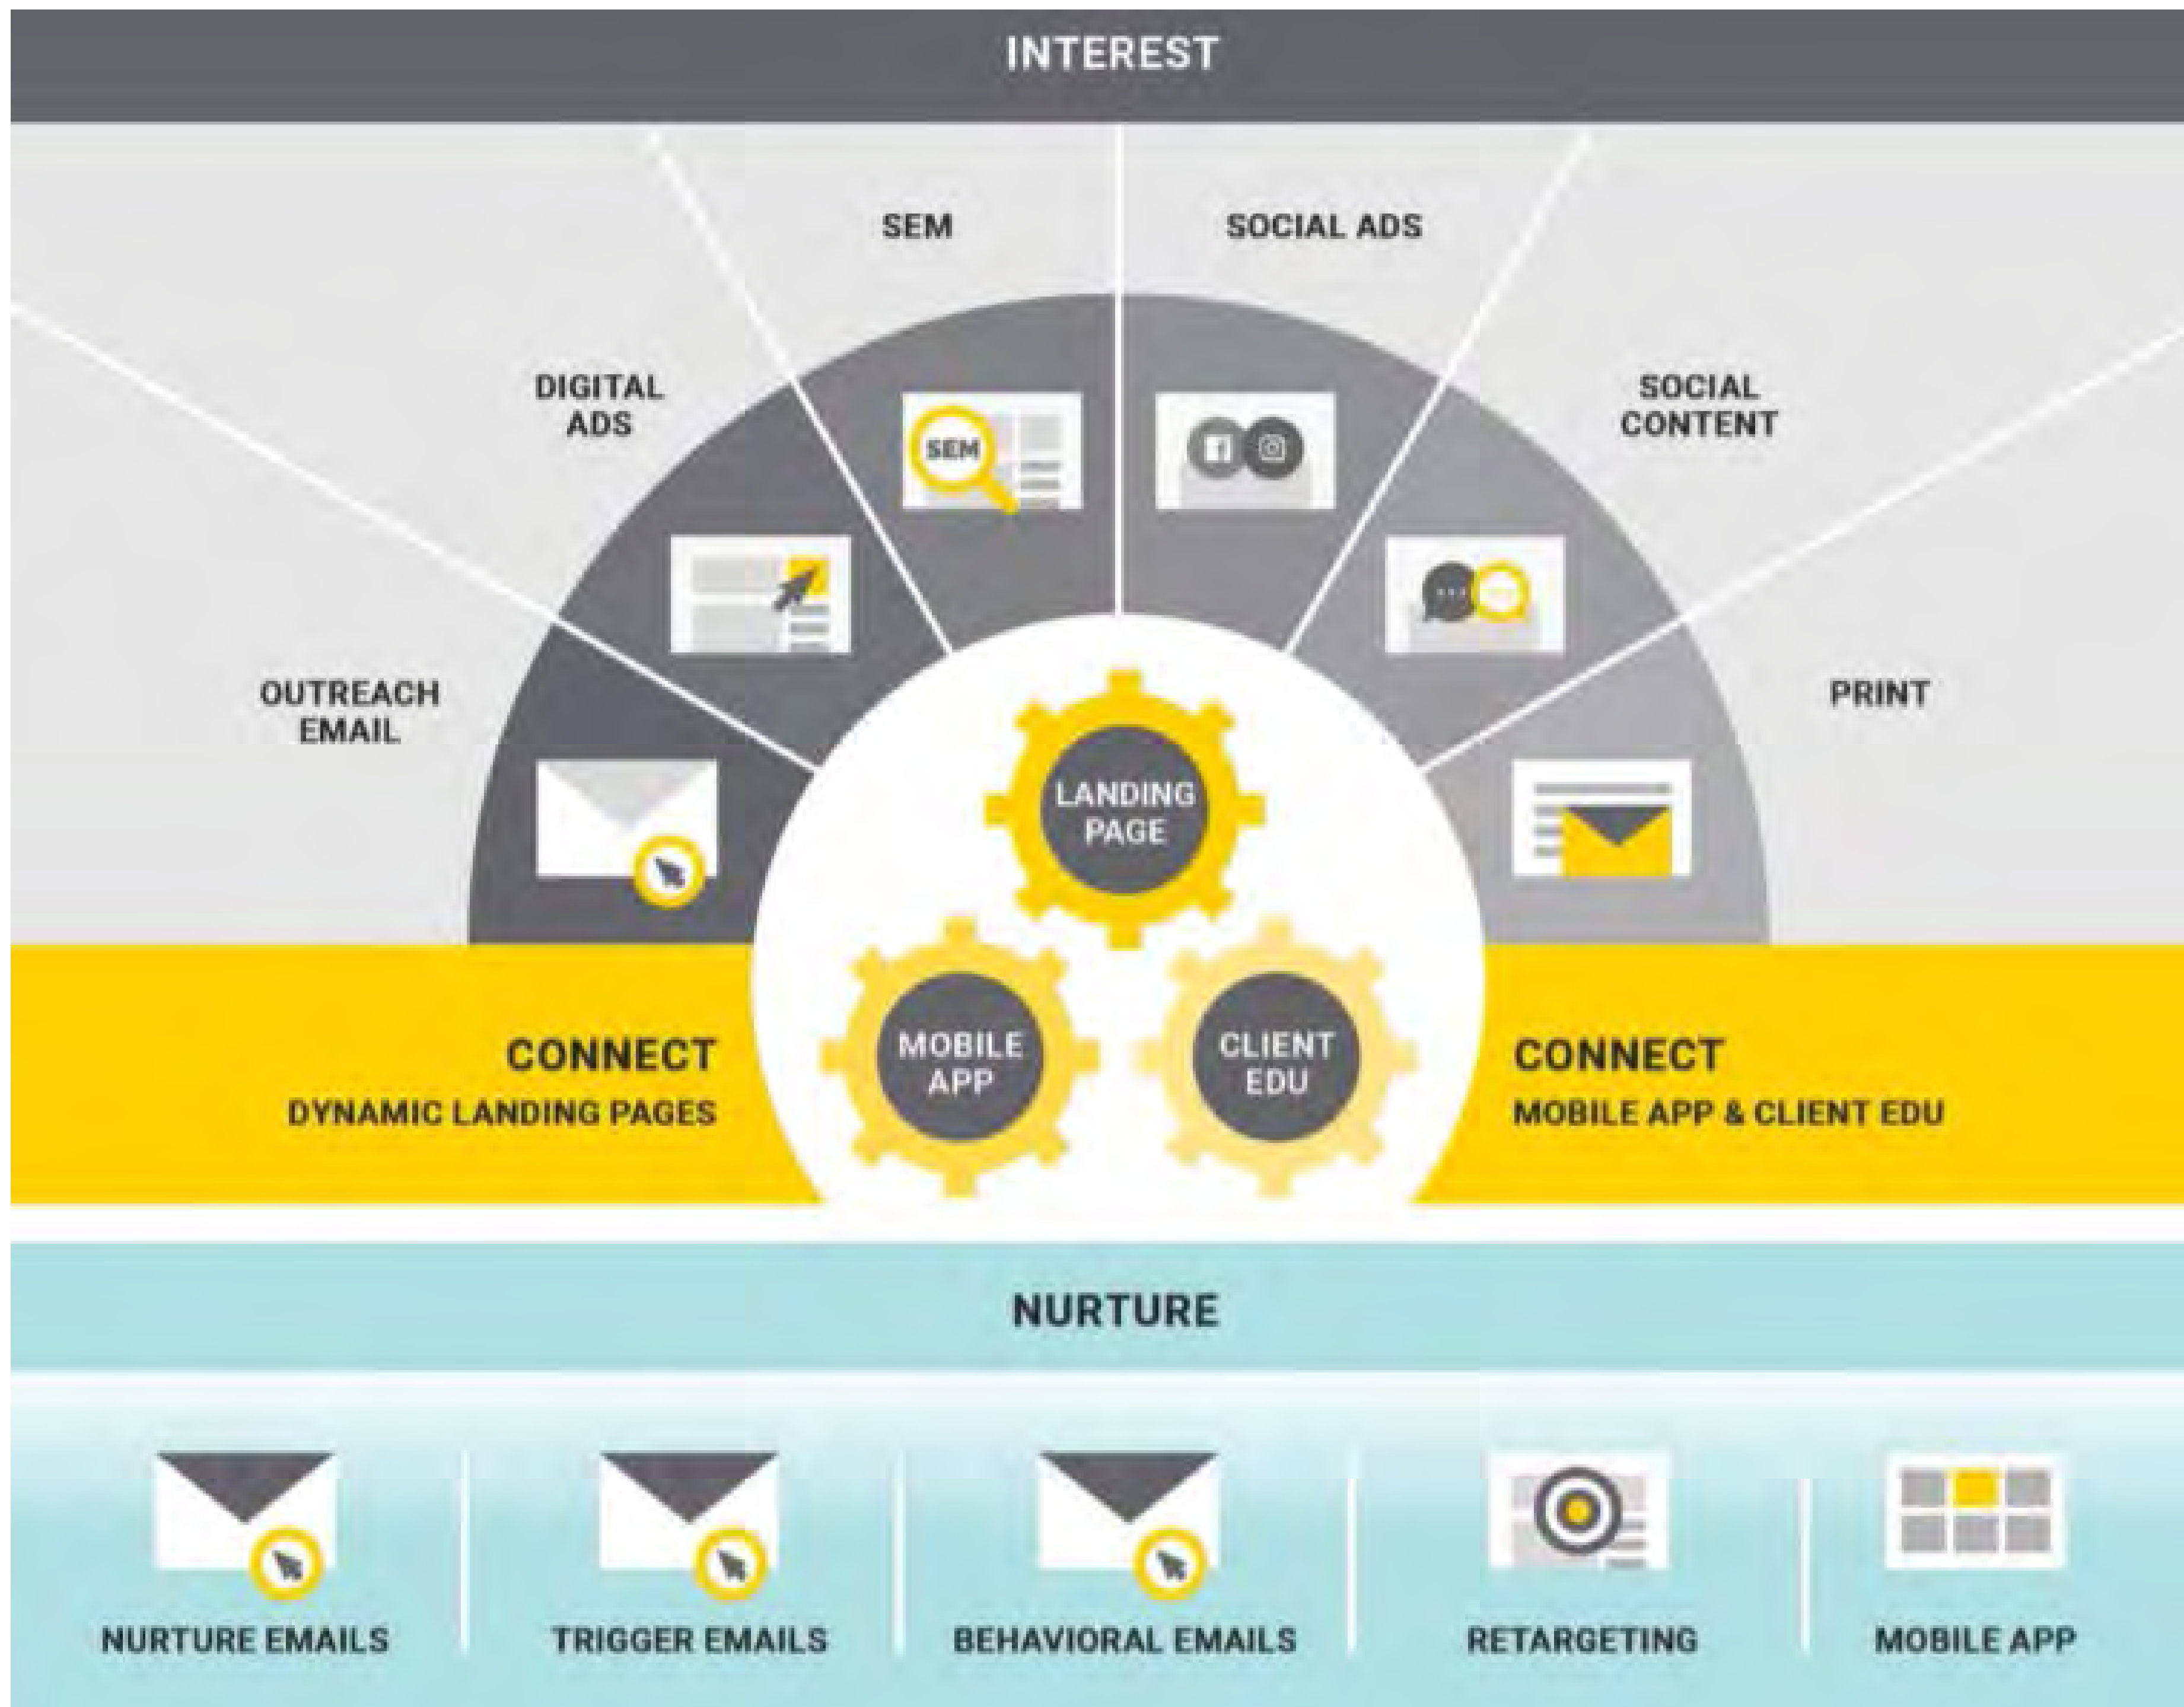 INTEREST
SEM
SOCIAL ADS
DIGITAL
ADS
SOCIAL
CONTENT
SEM
OUTREACH
EMAIL
PRINT
LANDING
PAGE
MOBILE
APP
CLIENT
EDU
CONNECT
DYNAMIC LANDING PAGES
CONNECT
MOBILE APP & CLIENT EDU
NURTURE
NURTURE EMAILS
TRIGGER EMAILS
BEHAVIORAL EMAILS
RETARGETING
MOBILE APP